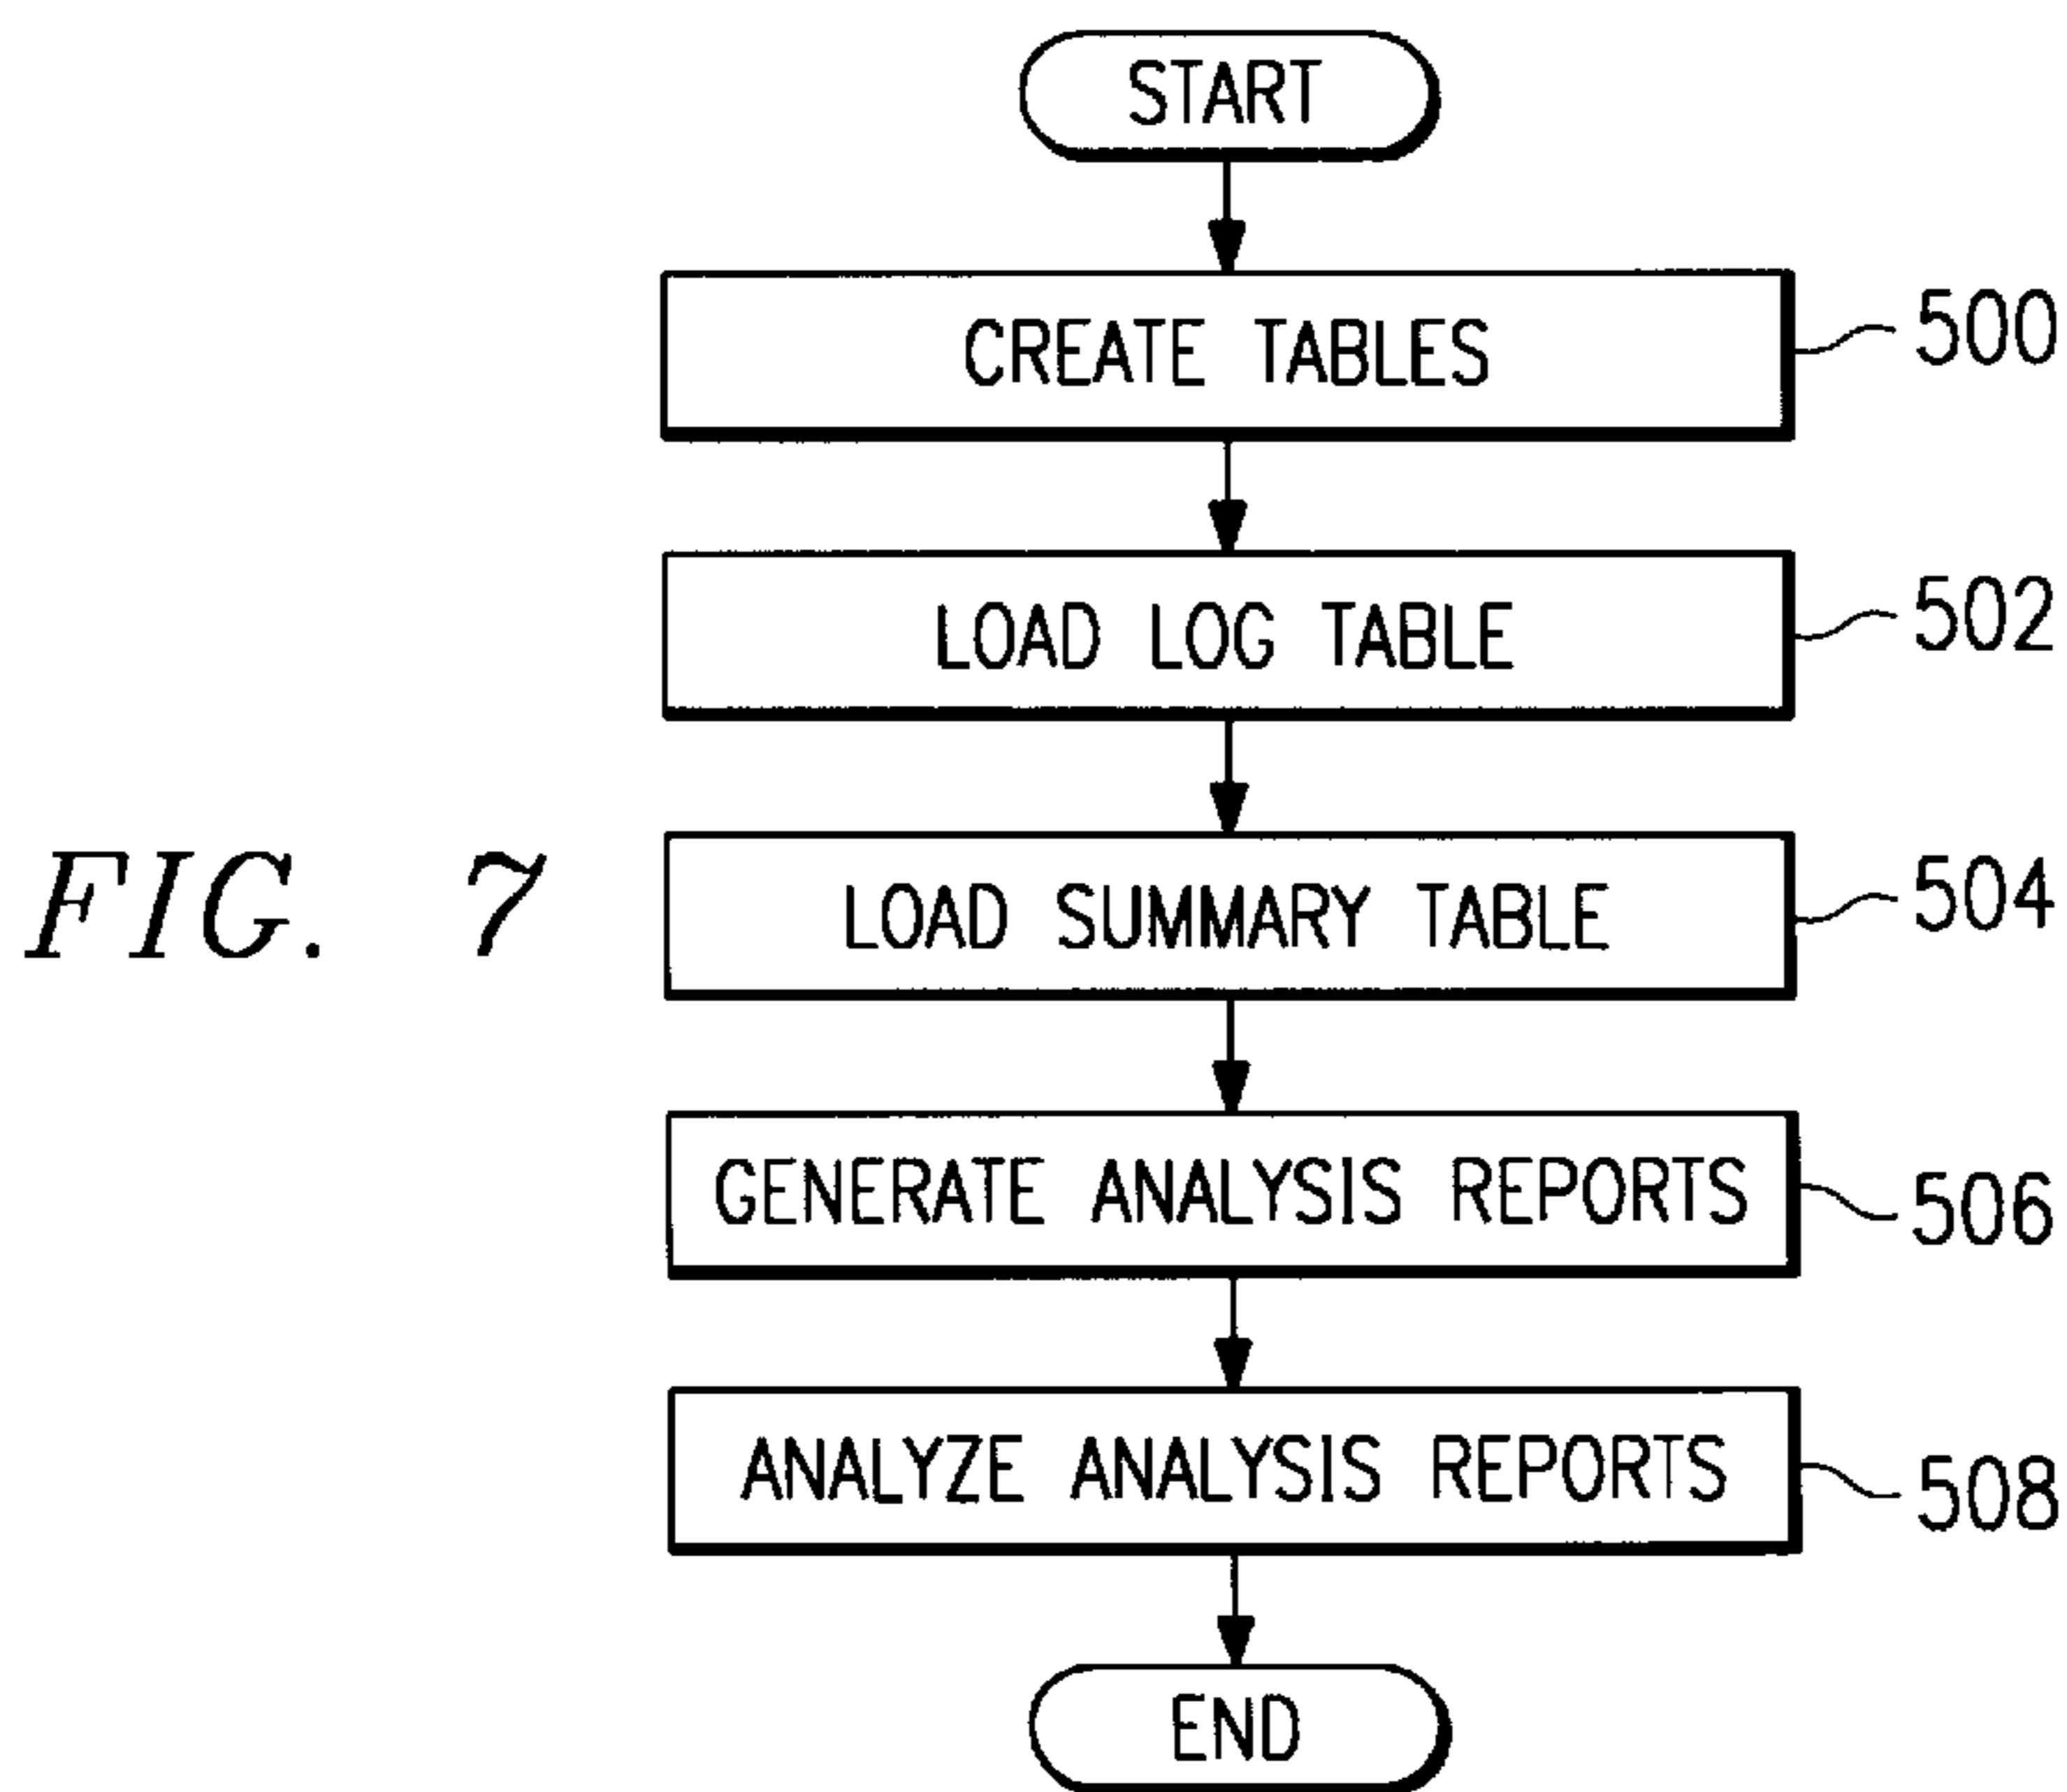 START
CREATE TABLES
500
LOAD LOG TABLE
502
LOAD SUMMARY TABLE
504
FIG. 7
GENERATE ANALYSIS REPORTS
506
ANALYZE ANALYSIS REPORTS
508
END